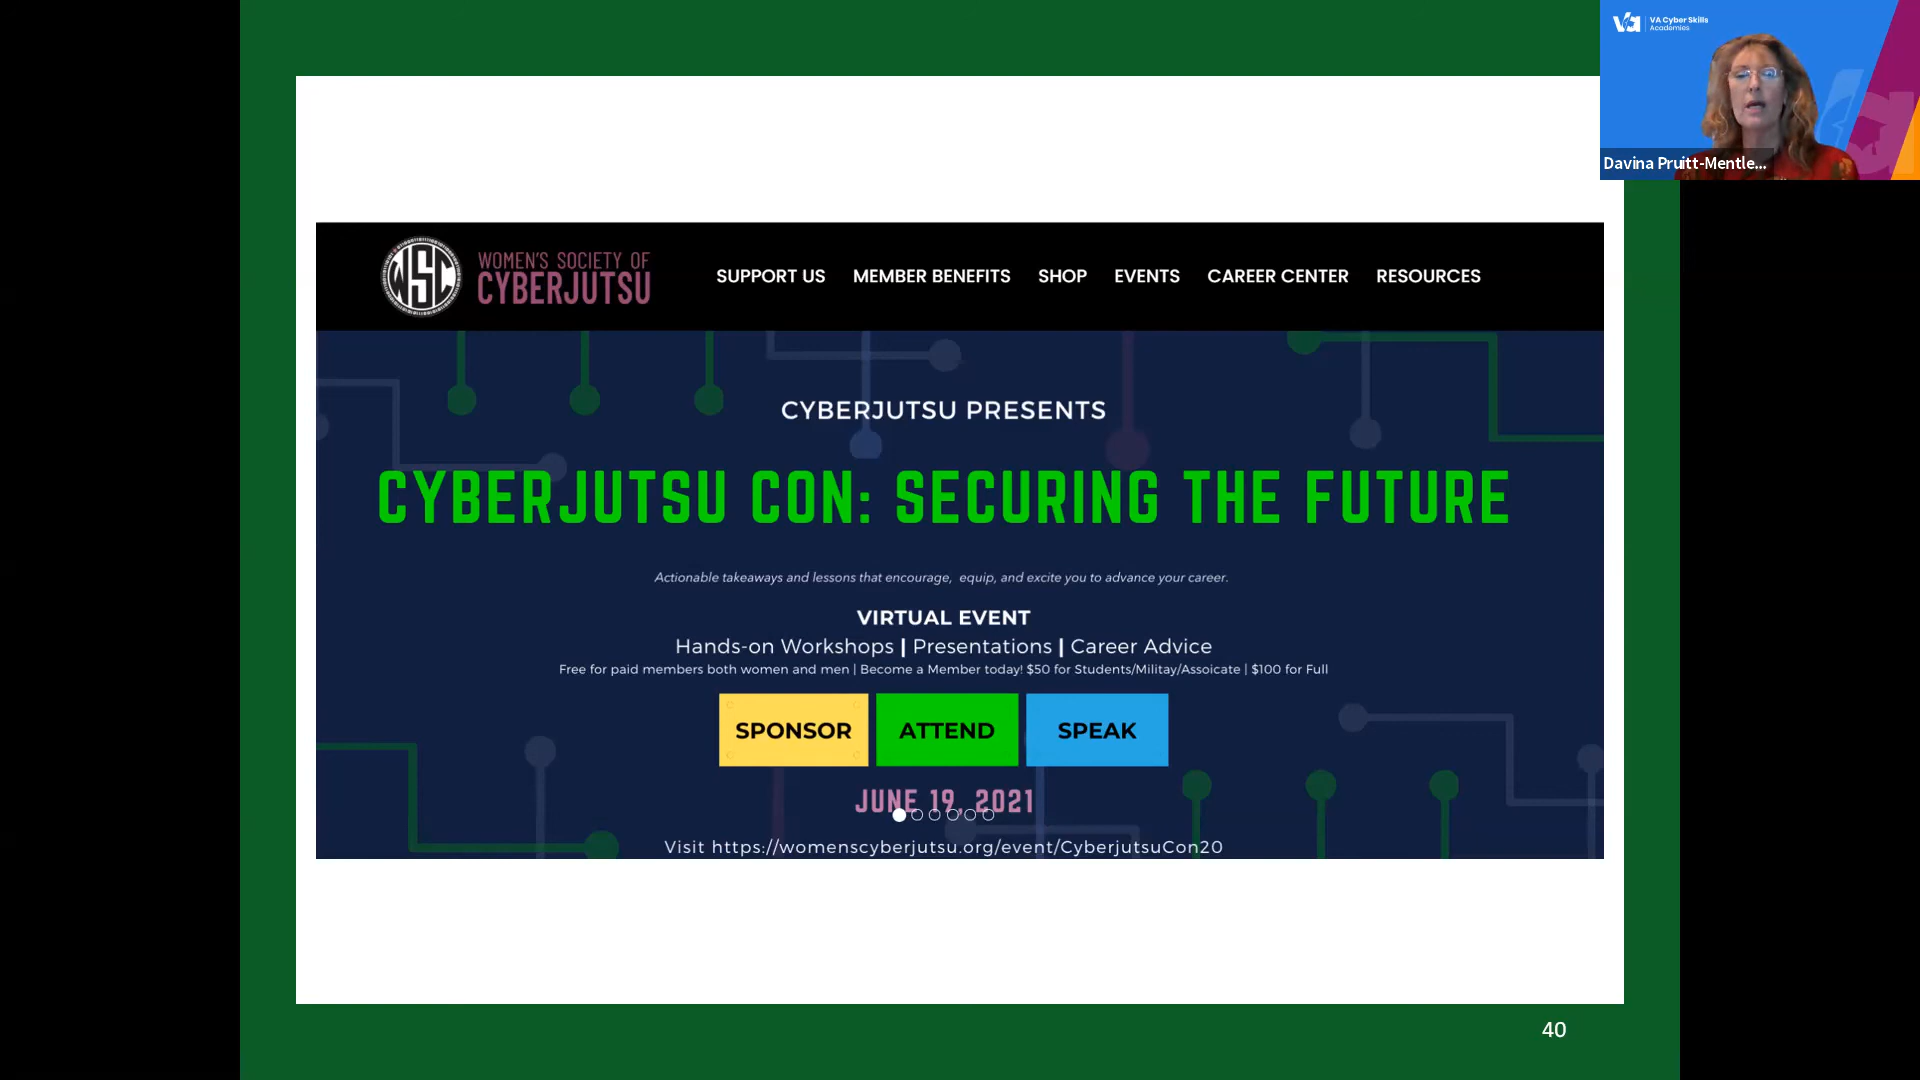 VA Cyber Skills
Academies
Davina Pruitt-Mentle...
WSC
WOMEN'S SOCIETY OF
CYBERJUTSU
SUPPORT US MEMBER BENEFITS SHOP EVENTS CAREER CENTER RESOURCES
CYBERJUTSU PRESENTS
CYBERJUTSU CON: SECURING THE FUTURE
Actionable takeaways and lessons that encourage, equip, and excite you to advance your career.
VIRTUAL EVENT
Hands-on Workshops | Presentations | Career Advice
Free for paid members both women and men | Become a Member today! $50 for Students/Militay/Assoicate | $100 for Full
SPONSOR ATTEND SPEAK
JUNE 19, 2021
Visit https://womenscyberjutsu.org/event/CyberjutsuCon20
40